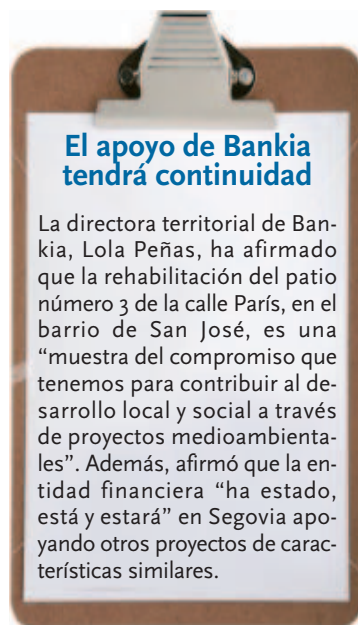 El apoyo de Bankia
tendrá continuidad
La directora territorial de Ban-
kia, Lola Peñas, ha afirmado
que la rehabilitación del patio
número 3 de la calle París, en el
barrio de San José, es una
“muestra del compromiso que
tenemos para contribuir al de-
sarrollo local y social a través
de proyectos medioambienta-
les”. Además, afirmó que la en-
tidad financiera “ha estado,
está y estará” en Segovia apo-
yando otros proyectos de carac-
terísticas similares.